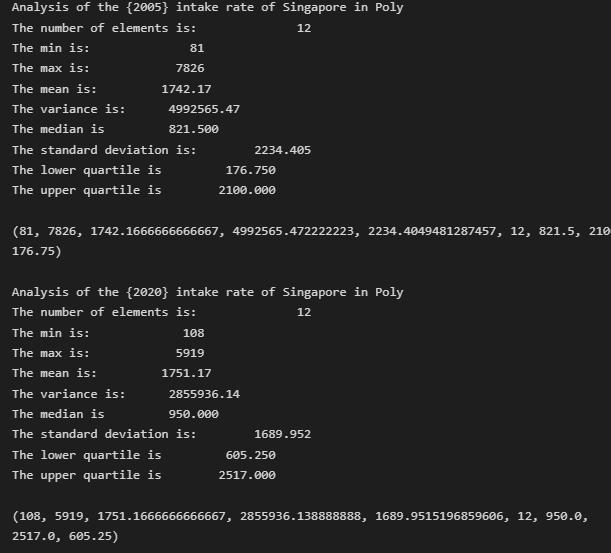 Analysis of the {2005} intake rate of Singapore in Poly
The number of elements is: 12
The min is: 81
The max is: 7826
The mean is: 1742.17
The variance is: 4992565.47
The median is 821.500
The standard deviation is: 2234.405
The lower quartile is 176.750
The upper quartile is 2100.000
(81, 7826, 1742.1666666666667, 4992565.472222223, 2234.4049481287457, 12, 821.5, 210
176.75)
Analysis of the {2020} intake rate of Singapore in Poly
The number of elements is: 12
The min is: 108
The max is: 5919
The mean is: 1751.17
The variance is: 2855936.14
The median is 950.000
The standard deviation is: 1689.952
The lower quartile is 605.250
The upper quartile is 2517.000
(108, 5919, 1751.1666666666667, 2855936.138888888, 1689.9515196859606, 12, 950.0,
2517.0, 605.25)